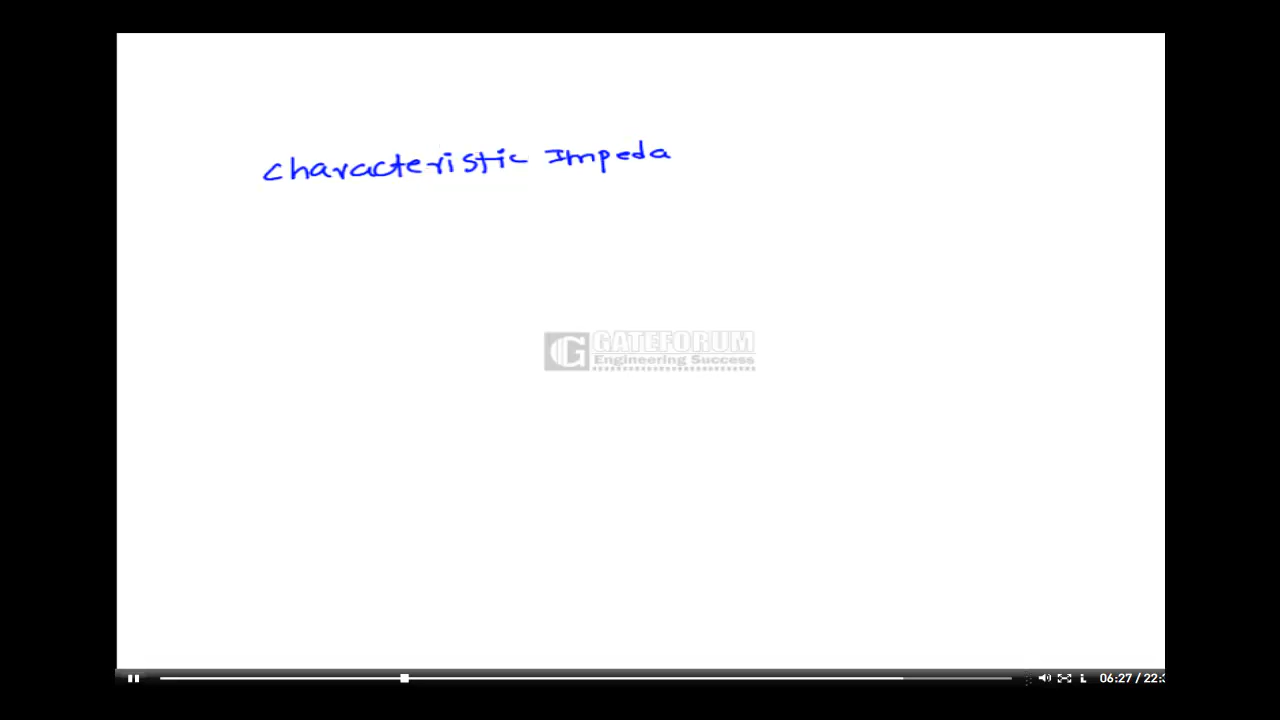 characteristic Impeda
GATEFORUM
Engineering Success
06:27 / 22: